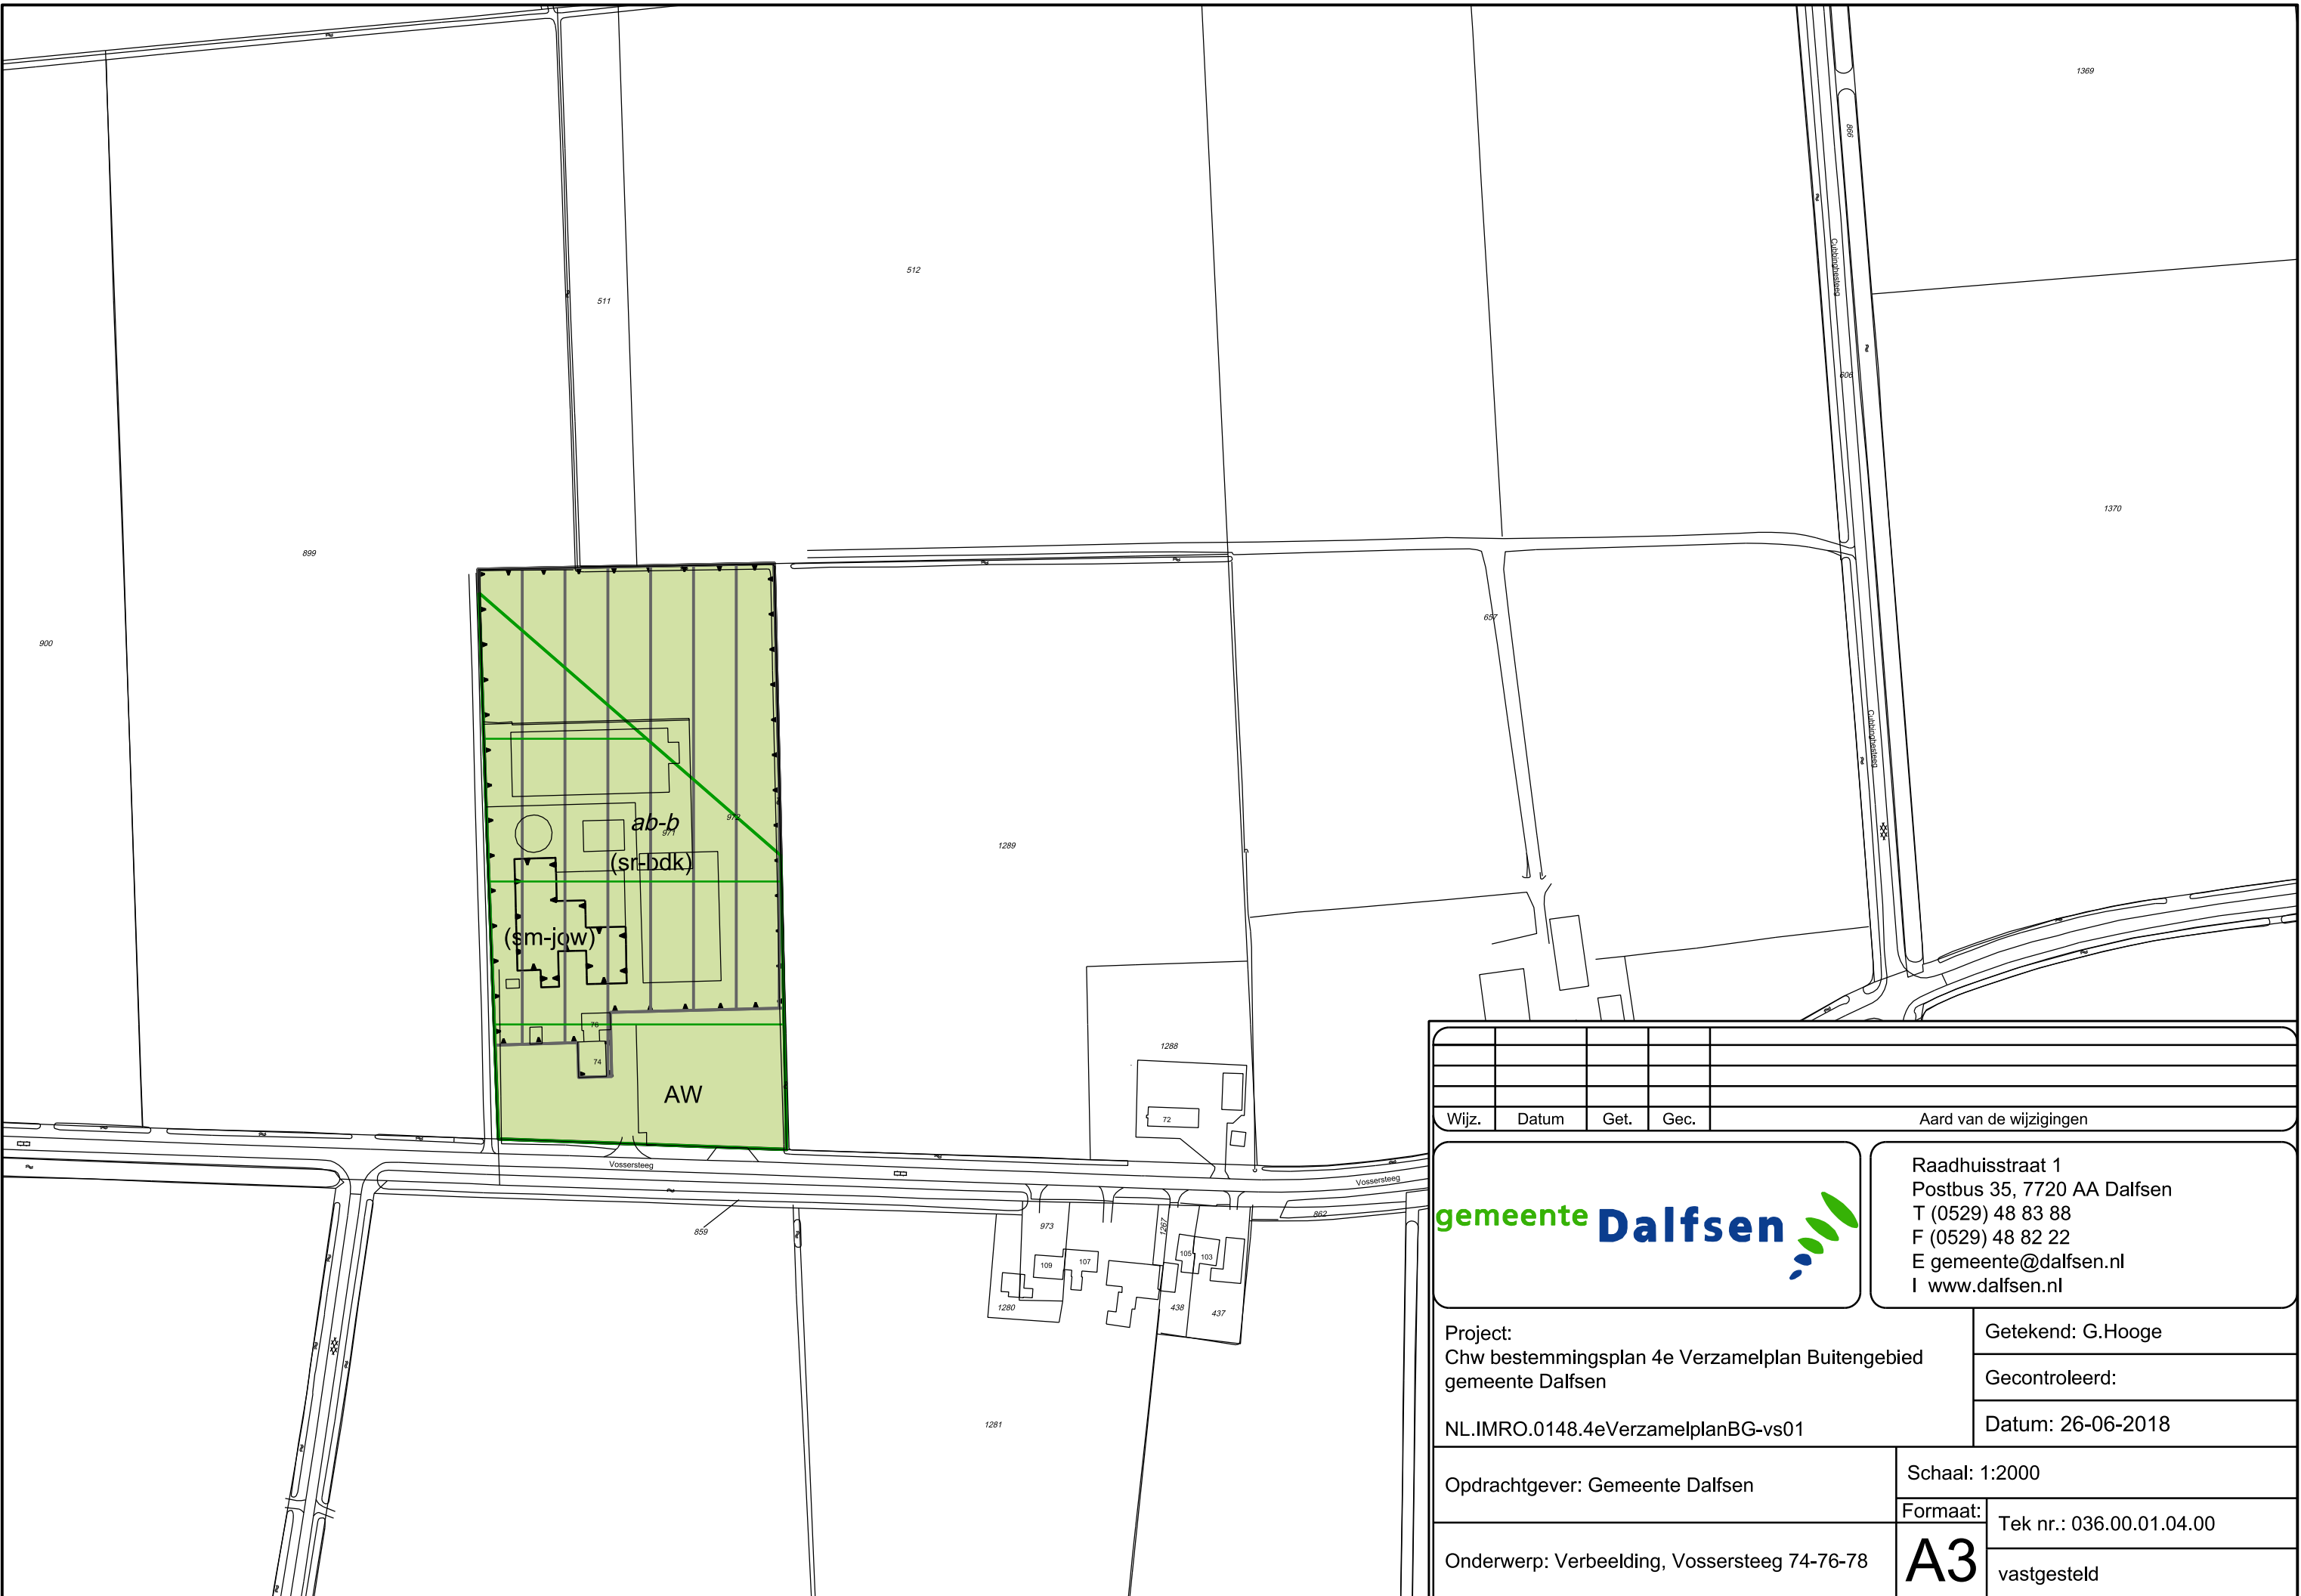 1369
866
Cubbinghesteeg
512
511
606
1370
899
657
900
Cubbinghesteeg
ab-b
972
971
1289
(sr-bdk)
(sm-jow)
76
74
AW
1288
72
Vossersteeg
Vossersteeg
859
862
973
1267
109
107
105
103
1280
438
437
1281
Wijz. Datum Get. Gec. Aard van de wijzigingen
gemeente Dalfsen
Raadhuisstraat 1
Postbus 35, 7720 AA Dalfsen
T (0529) 48 83 88
F (0529) 48 82 22
E gemeente@dalfsen.nl
I www.dalfsen.nl
Project:
Chw bestemmingsplan 4e Verzamelplan Buitengebied
gemeente Dalfsen
NL.IMRO.0148.4eVerzamelplanBG-vs01
Getekend: G.Hooge
Gecontroleerd:
Datum: 26-06-2018
Opdrachtgever: Gemeente Dalfsen
Schaal: 1:2000
Formaat:
A3
Tek nr.: 036.00.01.04.00
Onderwerp: Verbeelding, Vossersteeg 74-76-78
vastgesteld